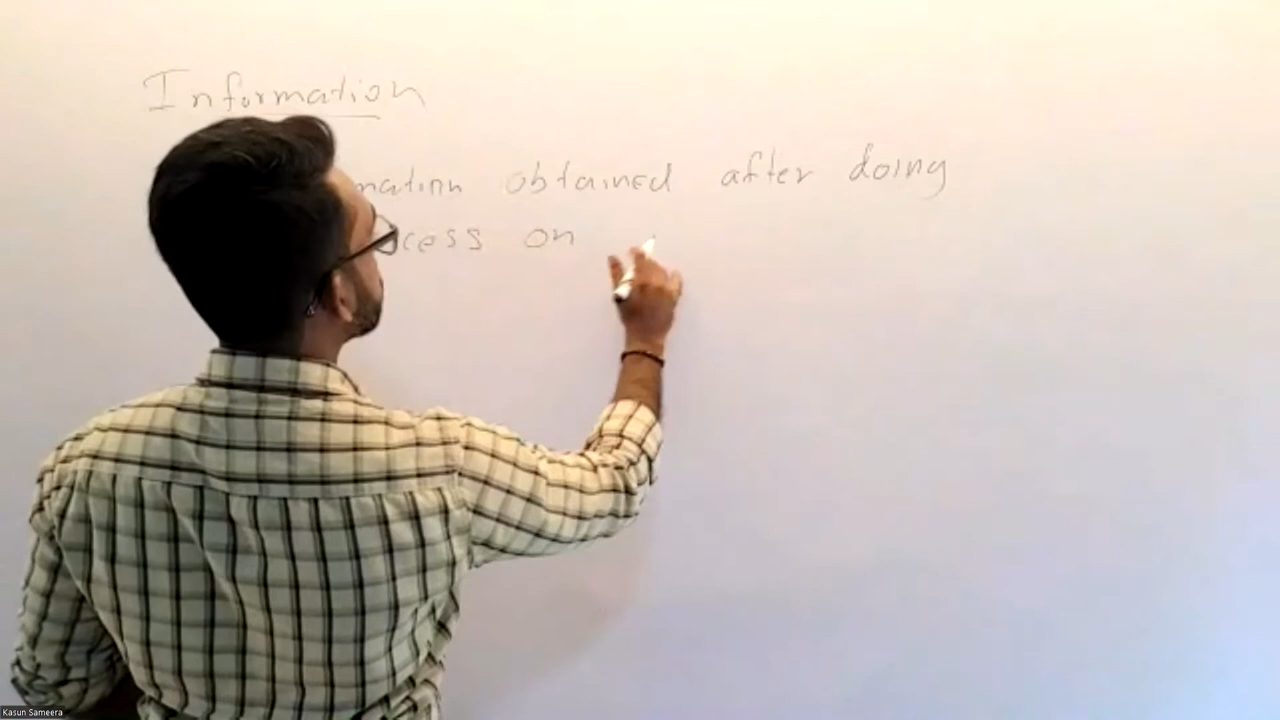 Information
mation obtained after doing
cess on
Kasun Sameera